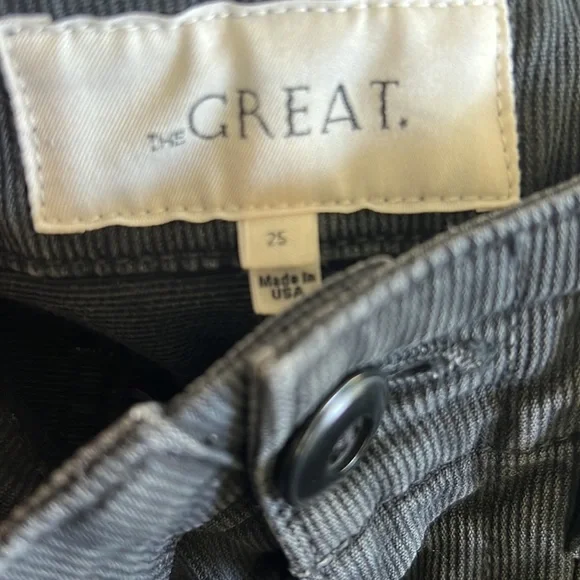 THE GREAT.
25
Made in
USA